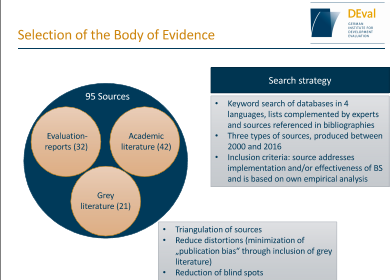 DEval
GERMAN
INSTITUTE FOR
DEVELOPMENT
EVALUATION
Selection of the Body of Evidence
Search strategy
• Keyword search of databases in 4
languages, lists complemented by experts
and sources referenced in bibliographies
• Three types of sources, produced between
2000 and 2016
• Inclusion criteria: source addresses
implementation and/or effectiveness of BS
and is based on own empirical analysis
95 Sources
Evaluation-
reports (32)
Academic
literature (42)
Grey
literature (21)
• Triangulation of sources
• Reduce distortions (minimization of
„publication bias“ through inclusion of grey
literature)
• Reduction of blind spots